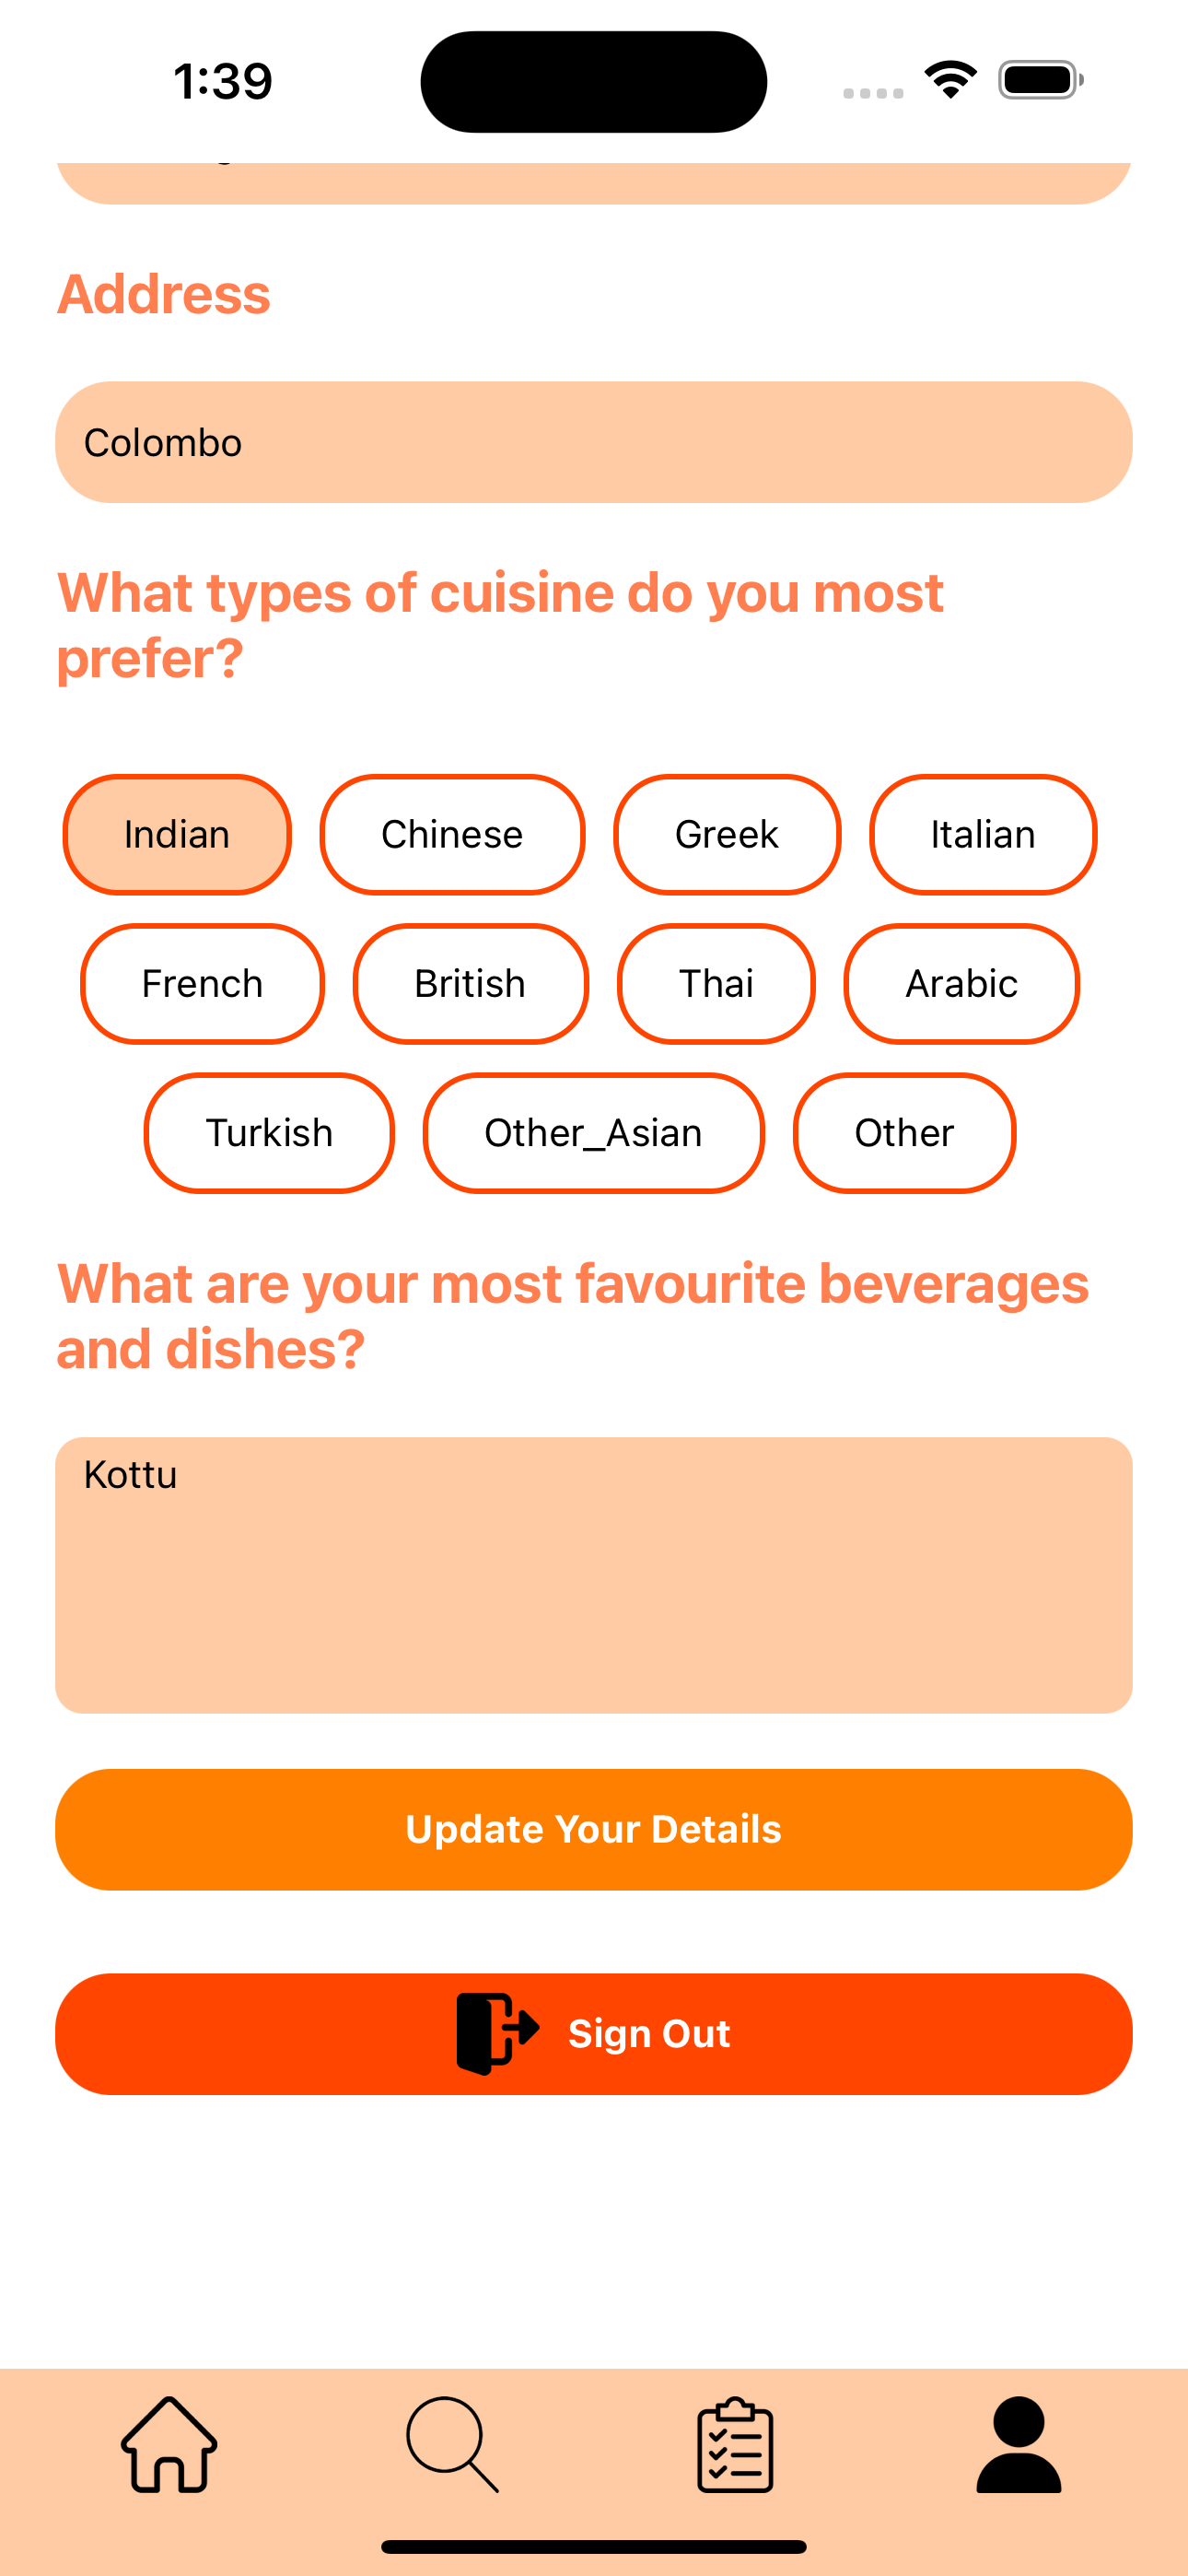 1:39
Address
Colombo
What types of cuisine do you most
prefer?
Indian Chinese Greek Italian
French British Thai Arabic
Turkish Other_Asian Other
What are your most favourite beverages
and dishes?
Kottu
Update Your Details
Sign Out